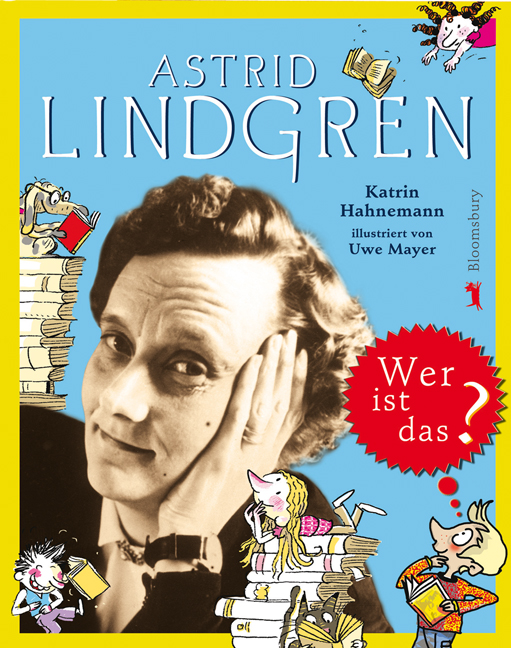 ASTRID
LINDGREN
Katrin
Hahnemann
illustriert von
Uwe Mayer
Bloomsbury
Wer
ist
das?